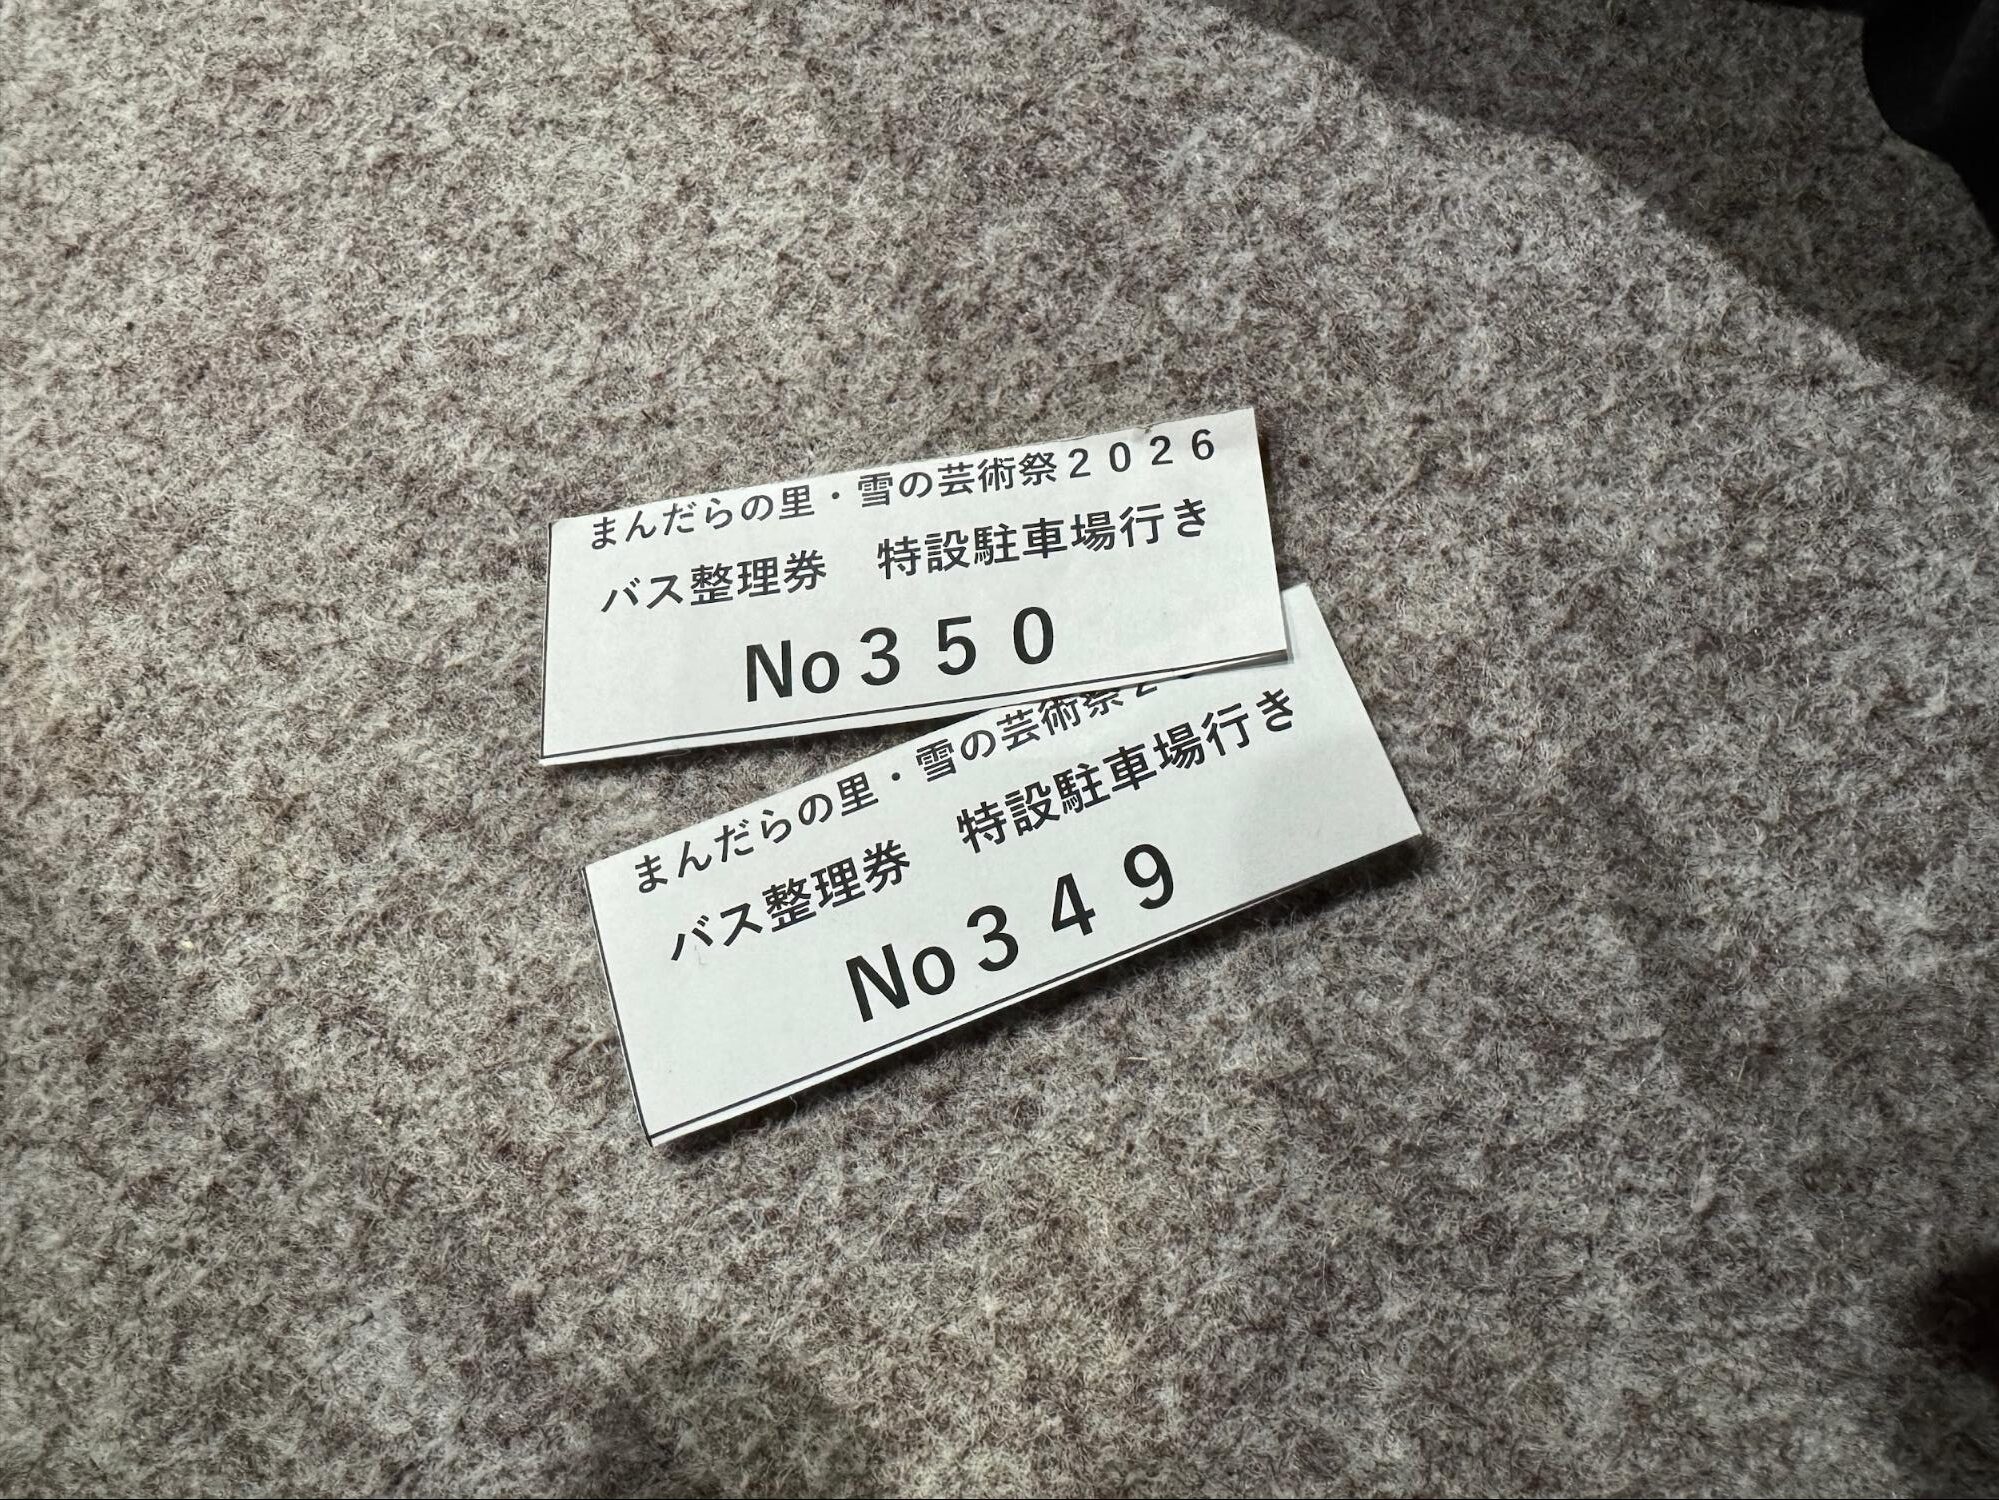 まんだらの里・雪の芸術祭２０２６
バス整理券　特設駐車場行き
No３５０
まんだらの里・雪の芸術祭２
バス整理券　特設駐車場行き
No３４９